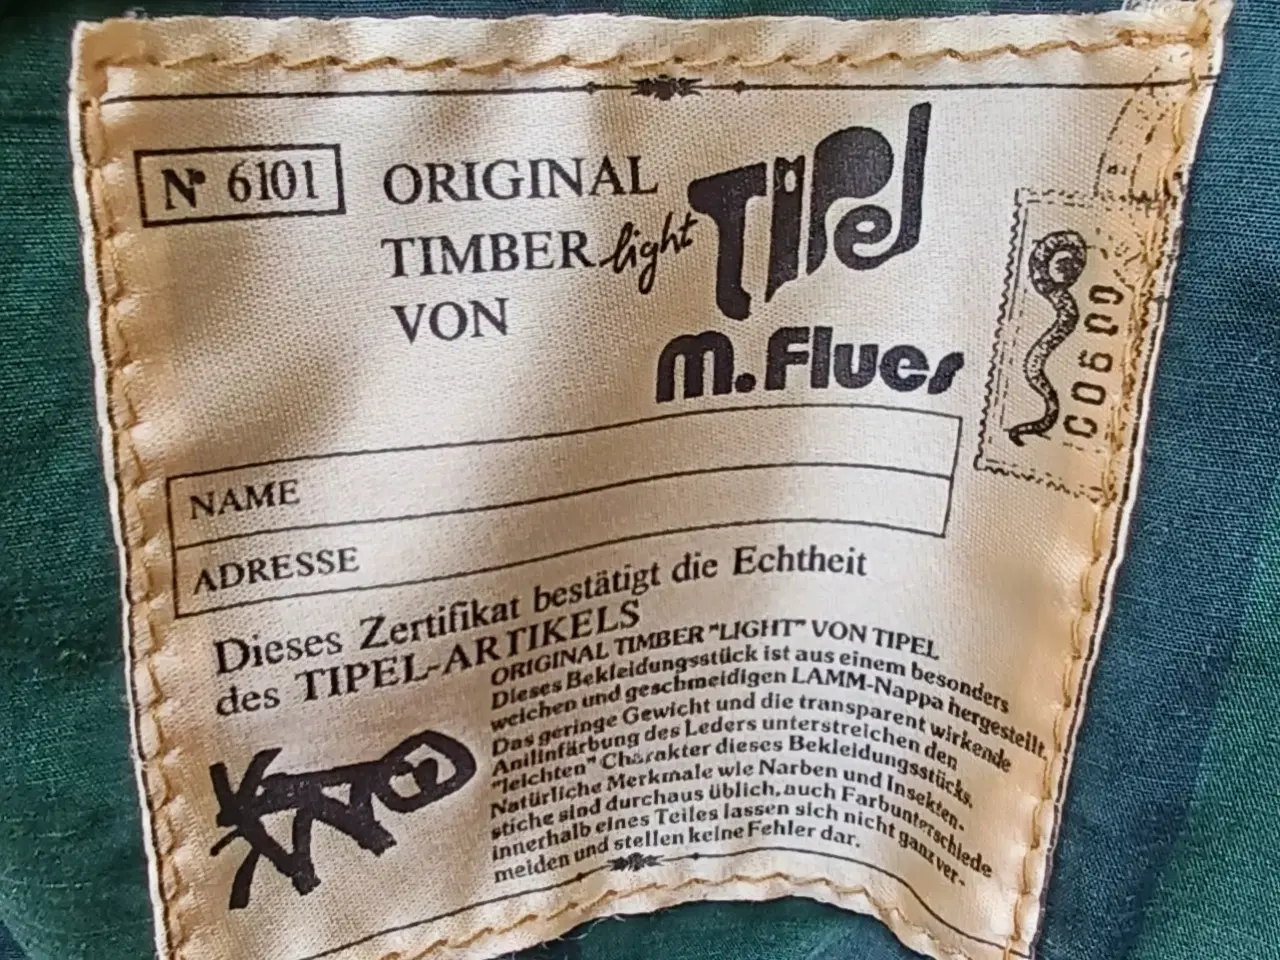 Nº 6101
ORIGINAL
TIMBER light
VON
TIPEL
M. Flues
00600
NAME
ADRESSE
Dieses Zertifikat bestätigt die Echtheit
des TIPEL-ARTIKELS
ORIGINAL TIMBER "LIGHT" VON TIPEL
Dieses Bekleidungsstück ist aus einem besonders
weichen und geschmeidigen LAMM-Nappa hergestellt.
Das geringe Gewicht und die transparent wirkende
Anilinfärbung des Leders unterstreichen den
"leichten" Charakter dieses Bekleidungsstücks.
Natürliche Merkmale wie Narben und Insekten-
stiche sind durchaus üblich, auch Farbunterschiede
innerhalb eines Teiles lassen sich nicht ganz ver-
meiden und stellen keine Fehler dar.